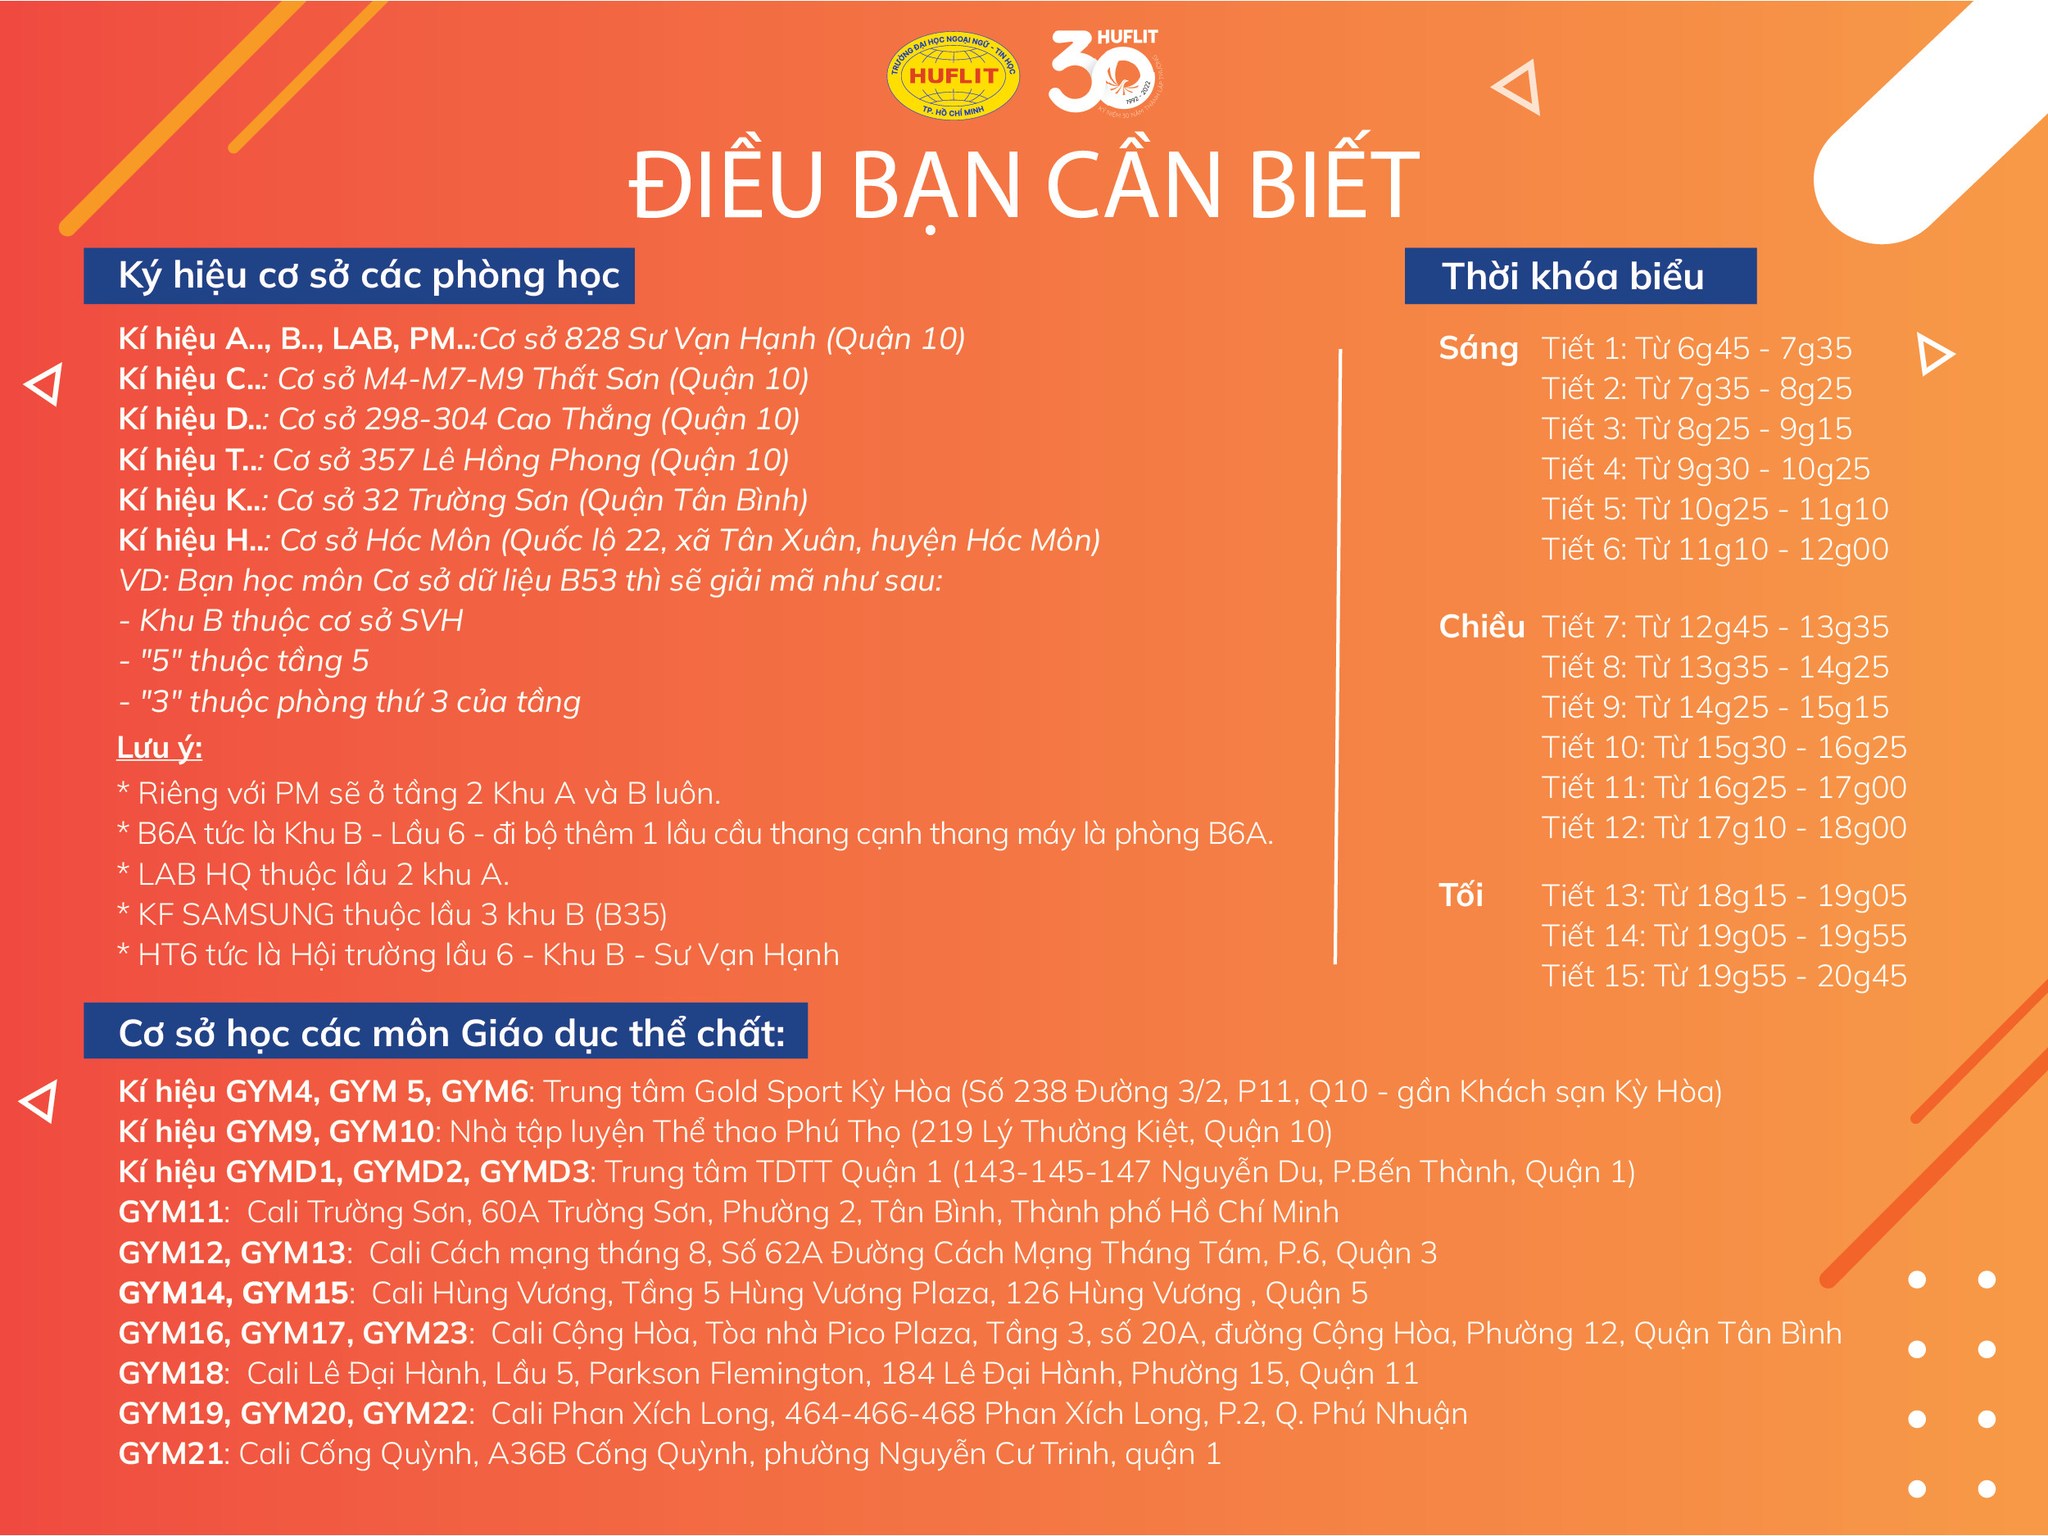 TRƯỜNG ĐẠI HỌC NGOẠI NGỮ - TIN HỌC
HUFLIT
TP. HỒ CHÍ MINH
HUFLIT
30
1992 - 2022
ĐIỀU BẠN CẦN BIẾT
Ký hiệu cơ sở các phòng học
Kí hiệu A.., B.., LAB, PM..:Cơ sở 828 Sư Vạn Hạnh (Quận 10)
Kí hiệu C..: Cơ sở M4-M7-M9 Thất Sơn (Quận 10)
Kí hiệu D..: Cơ sở 298-304 Cao Thắng (Quận 10)
Kí hiệu T..: Cơ sở 357 Lê Hồng Phong (Quận 10)
Kí hiệu K..: Cơ sở 32 Trường Sơn (Quận Tân Bình)
Kí hiệu H..: Cơ sở Hóc Môn (Quốc lộ 22, xã Tân Xuân, huyện Hóc Môn)
VD: Bạn học môn Cơ sở dữ liệu B53 thì sẽ giải mã như sau:
- Khu B thuộc cơ sở SVH
- "5" thuộc tầng 5
- "3" thuộc phòng thứ 3 của tầng
Lưu ý:
* Riêng với PM sẽ ở tầng 2 Khu A và B luôn.
* B6A tức là Khu B - Lầu 6 - đi bộ thêm 1 lầu cầu thang cạnh thang máy là phòng B6A.
* LAB HQ thuộc lầu 2 khu A.
* KF SAMSUNG thuộc lầu 3 khu B (B35)
* HT6 tức là Hội trường lầu 6 - Khu B - Sư Vạn Hạnh
Thời khóa biểu
Sáng Tiết 1: Từ 6g45 - 7g35
Tiết 2: Từ 7g35 - 8g25
Tiết 3: Từ 8g25 - 9g15
Tiết 4: Từ 9g30 - 10g25
Tiết 5: Từ 10g25 - 11g10
Tiết 6: Từ 11g10 - 12g00
Chiều Tiết 7: Từ 12g45 - 13g35
Tiết 8: Từ 13g35 - 14g25
Tiết 9: Từ 14g25 - 15g15
Tiết 10: Từ 15g30 - 16g25
Tiết 11: Từ 16g25 - 17g00
Tiết 12: Từ 17g10 - 18g00
Tối Tiết 13: Từ 18g15 - 19g05
Tiết 14: Từ 19g05 - 19g55
Tiết 15: Từ 19g55 - 20g45
Cơ sở học các môn Giáo dục thể chất:
Kí hiệu GYM4, GYM 5, GYM6: Trung tâm Gold Sport Kỳ Hòa (Số 238 Đường 3/2, P11, Q10 - gần Khách sạn Kỳ Hòa)
Kí hiệu GYM9, GYM10: Nhà tập luyện Thể thao Phú Thọ (219 Lý Thường Kiệt, Quận 10)
Kí hiệu GYMD1, GYMD2, GYMD3: Trung tâm TDTT Quận 1 (143-145-147 Nguyễn Du, P.Bến Thành, Quận 1)
GYM11: Cali Trường Sơn, 60A Trường Sơn, Phường 2, Tân Bình, Thành phố Hồ Chí Minh
GYM12, GYM13: Cali Cách mạng tháng 8, Số 62A Đường Cách Mạng Tháng Tám, P.6, Quận 3
GYM14, GYM15: Cali Hùng Vương, Tầng 5 Hùng Vương Plaza, 126 Hùng Vương , Quận 5
GYM16, GYM17, GYM23: Cali Cộng Hòa, Tòa nhà Pico Plaza, Tầng 3, số 20A, đường Cộng Hòa, Phường 12, Quận Tân Bình
GYM18: Cali Lê Đại Hành, Lầu 5, Parkson Flemington, 184 Lê Đại Hành, Phường 15, Quận 11
GYM19, GYM20, GYM22: Cali Phan Xích Long, 464-466-468 Phan Xích Long, P.2, Q. Phú Nhuận
GYM21: Cali Cống Quỳnh, A36B Cống Quỳnh, phường Nguyễn Cư Trinh, quận 1